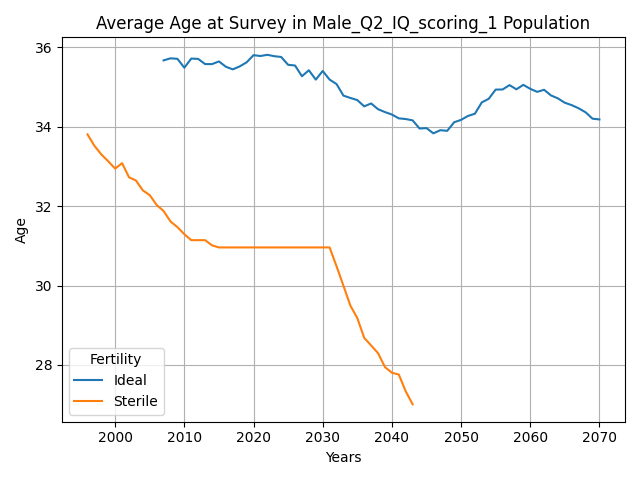 Average Age at Survey in Male_Q2_IQ_scoring_1 Population
36
34
32
30
28
Age
Fertility
Ideal
Sterile
2000 2010 2020 2030 2040 2050 2060 2070
Years